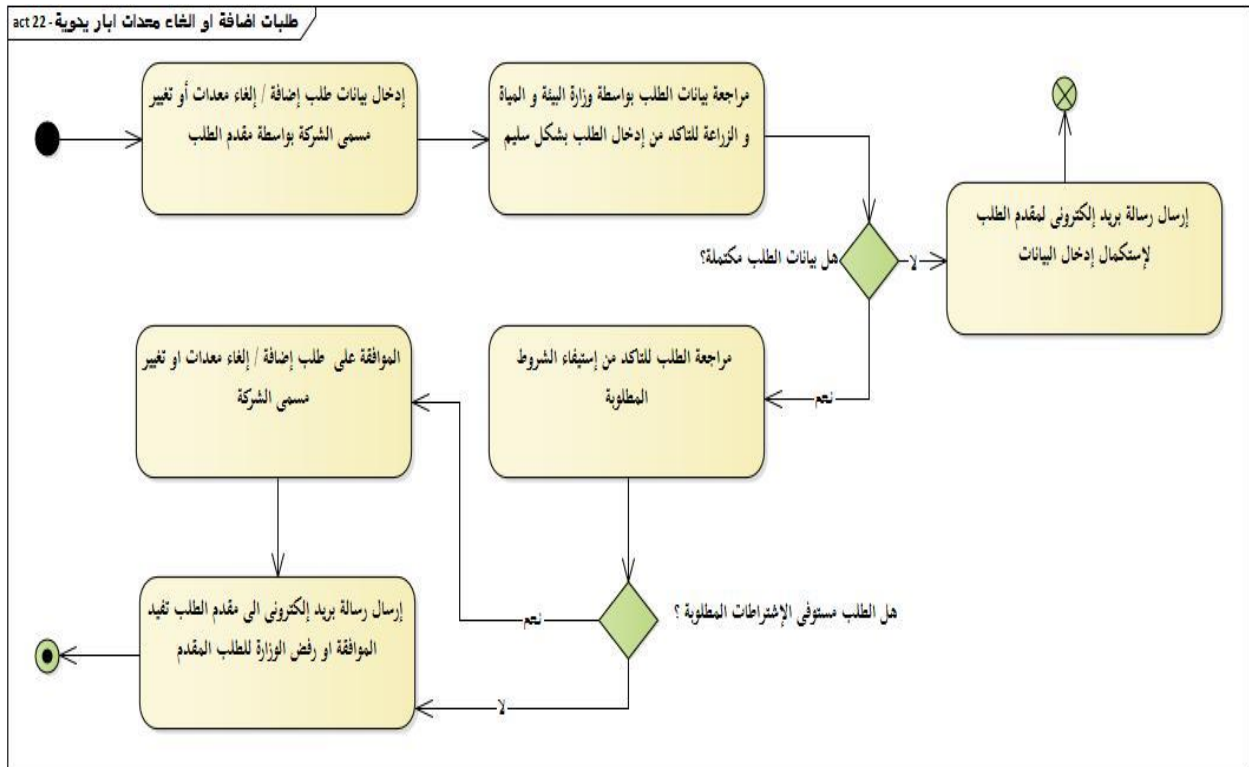 act 22 - طلبات اضافة او الغاء معدات ابار يدوية
إدخال بيانات طلب إضافة / إلغاء معدات أو تغيير
مسمى الشركة بواسطة مقدم الطلب
مراجعة بيانات الطلب بواسطة وزارة البيئة و المياة
و الزراعة للتاكد من إدخال الطلب بشكل سليم
إرسال رسالة بريد إلكترونى لمقدم الطلب
لإستكمال إدخال البيانات
هل بيانات الطلب مكتملة؟
لا
نعم
مراجعة الطلب للتاكد من إستيفاء الشروط
المطلوبة
الموافقة على طلب إضافة / إلغاء معدات او تغيير
مسمى الشركة
هل الطلب مستوفى الإشتراطات المطلوبة ؟
نعم
لا
إرسال رسالة بريد إلكترونى الى مقدم الطلب تفيد
الموافقة او رفض الوزارة للطلب المقدم